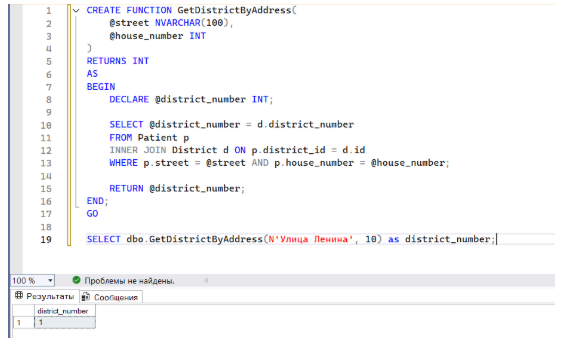 1 CREATE FUNCTION GetDistrictByAddress(
2 @street NVARCHAR(100),
3 @house_number INT
4 )
5 RETURNS INT
6 AS
7 BEGIN
8 DECLARE @district_number INT;
9
10 SELECT @district_number = d.district_number
11 FROM Patient p
12 INNER JOIN District d ON p.district_id = d.id
13 WHERE p.street = @street AND p.house_number = @house_number;
14
15 RETURN @district_number;
16 END;
17 GO
18
19 SELECT dbo.GetDistrictByAddress(N'Улица Ленина', 10) as district_number;
100 % Проблемы не найдены.
Результаты Сообщения
district_number
1 1